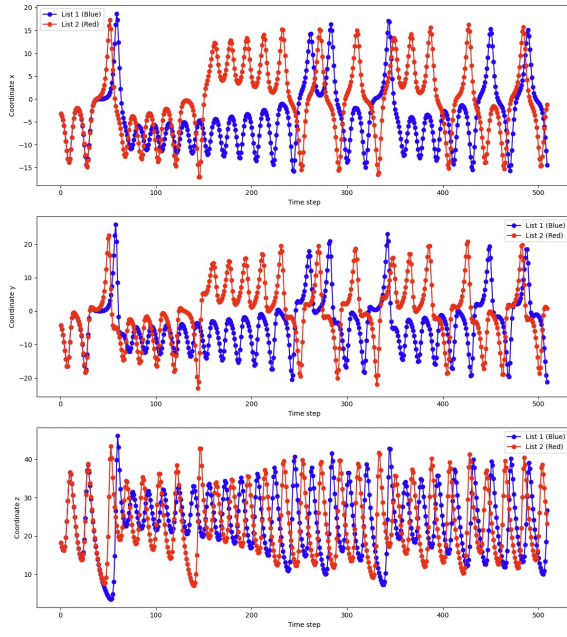 List 1 (Blue)
List 2 (Red)
Coordinate x
20
15
10
5
0
−5
−10
−15
0
100
200
300
400
500
Time step
List 1 (Blue)
List 2 (Red)
Coordinate y
20
10
0
−10
−20
0
100
200
300
400
500
Time step
List 1 (Blue)
List 2 (Red)
Coordinate z
40
30
20
10
0
100
200
300
400
500
Time step